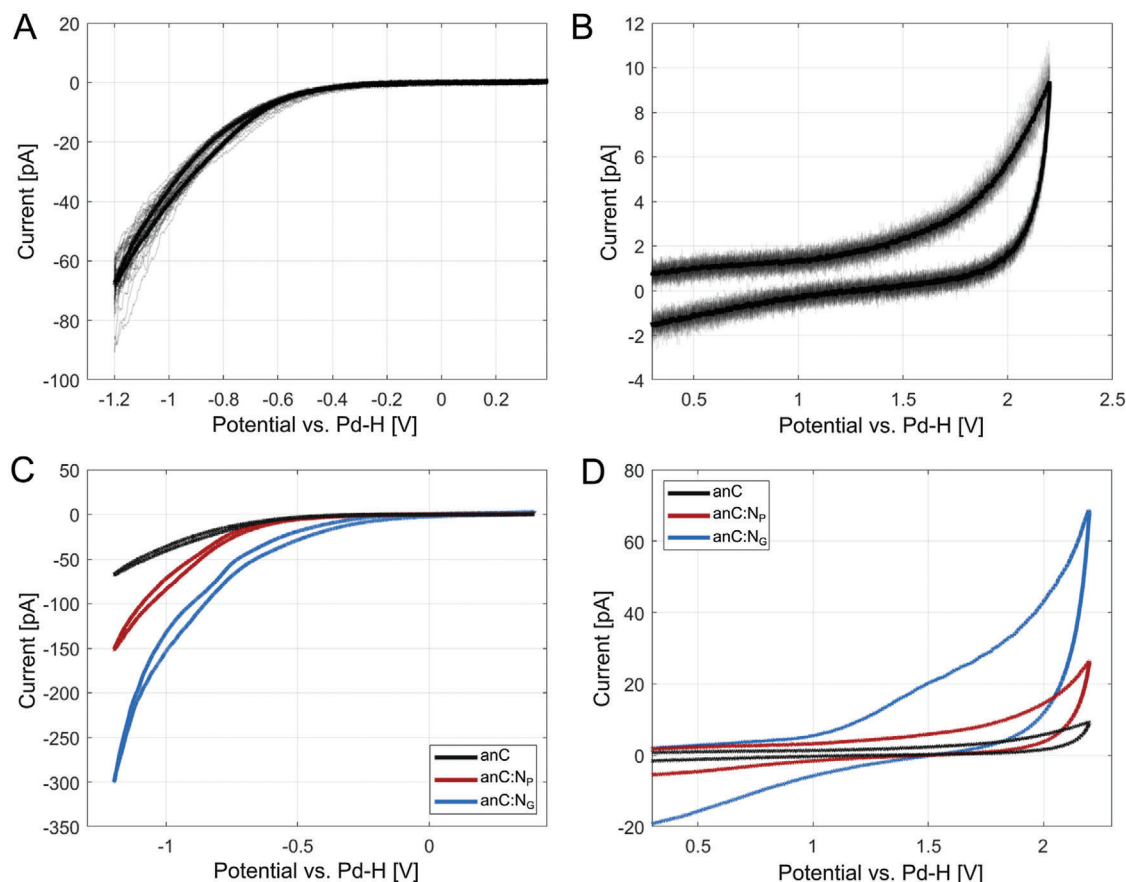 A
20
0
-20
-40
-60
-80
-100
Current [pA]
-1.2 -1 -0.8 -0.6 -0.4 -0.2 0 0.2
Potential vs. Pd-H [V]
B
12
10
8
6
4
2
0
-2
-4
Current [pA]
0.5 1 1.5 2 2.5
Potential vs. Pd-H [V]
C
50
0
-50
-100
-150
-200
-250
-300
-350
Current [pA]
anC
anC:N_P
anC:N_G
-1 -0.5 0
Potential vs. Pd-H [V]
D
80
60
40
20
0
-20
Current [pA]
anC
anC:N_P
anC:N_G
0.5 1 1.5 2
Potential vs. Pd-H [V]